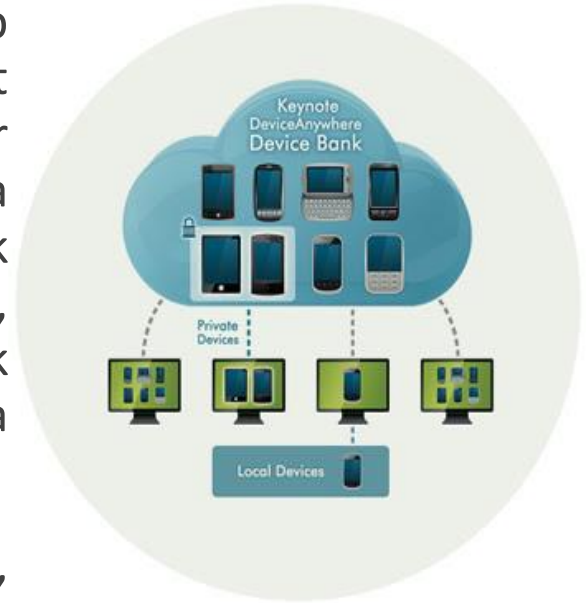 Keynote
DeviceAnywhere
Device Bank
Private
Devices
Local Devices